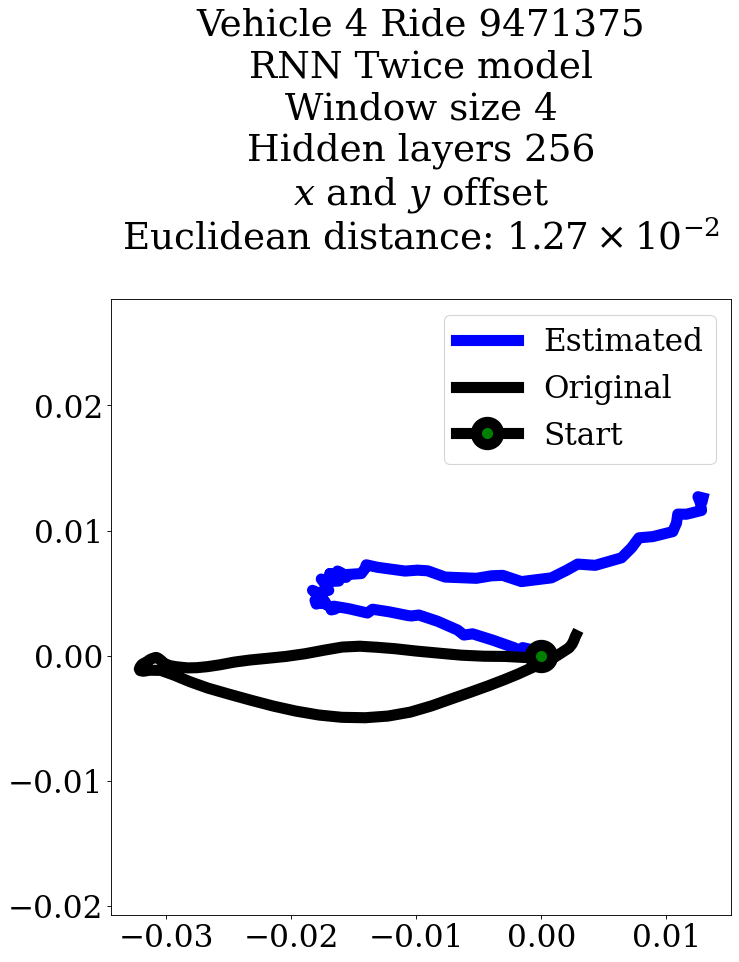 Vehicle 4 Ride 9471375
RNN Twice model
Window size 4
Hidden layers 256
x and y offset
Euclidean distance: 1.27 × 10⁻²
Estimated
Original
Start
0.02
0.01
0.00
−0.01
−0.02
−0.03 −0.02 −0.01 0.00 0.01